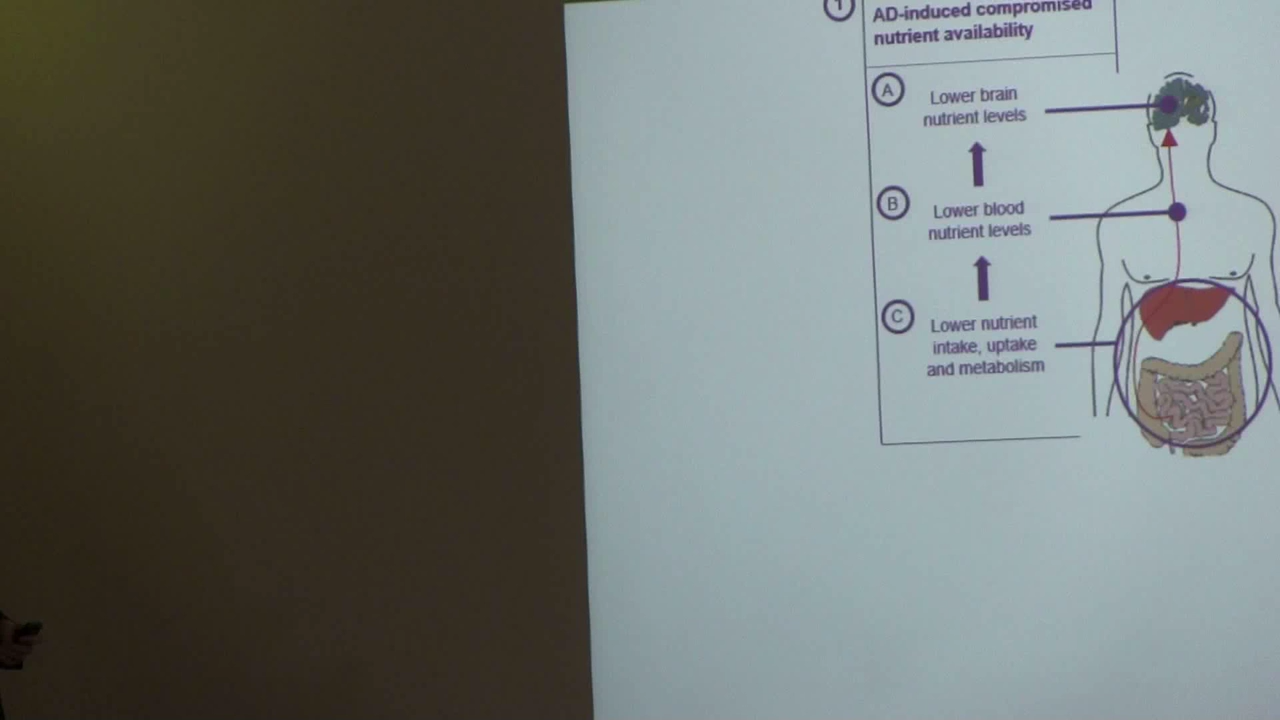 1
AD-induced compromised
nutrient availability
A
Lower brain
nutrient levels
B
Lower blood
nutrient levels
C
Lower nutrient
intake, uptake
and metabolism